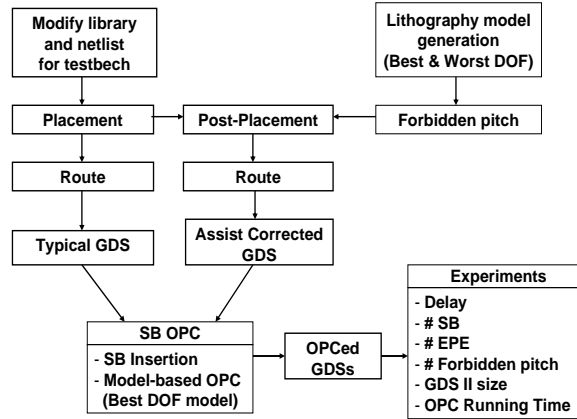 Modify library
and netlist
for testbech
Lithography model
generation
(Best & Worst DOF)
Placement
Post-Placement
Forbidden pitch
Route
Route
Typical GDS
Assist Corrected
GDS
SB OPC
- SB Insertion
- Model-based OPC
(Best DOF model)
OPCed
GDSs
Experiments
- Delay
- # SB
- # EPE
- # Forbidden pitch
- GDS II size
- OPC Running Time